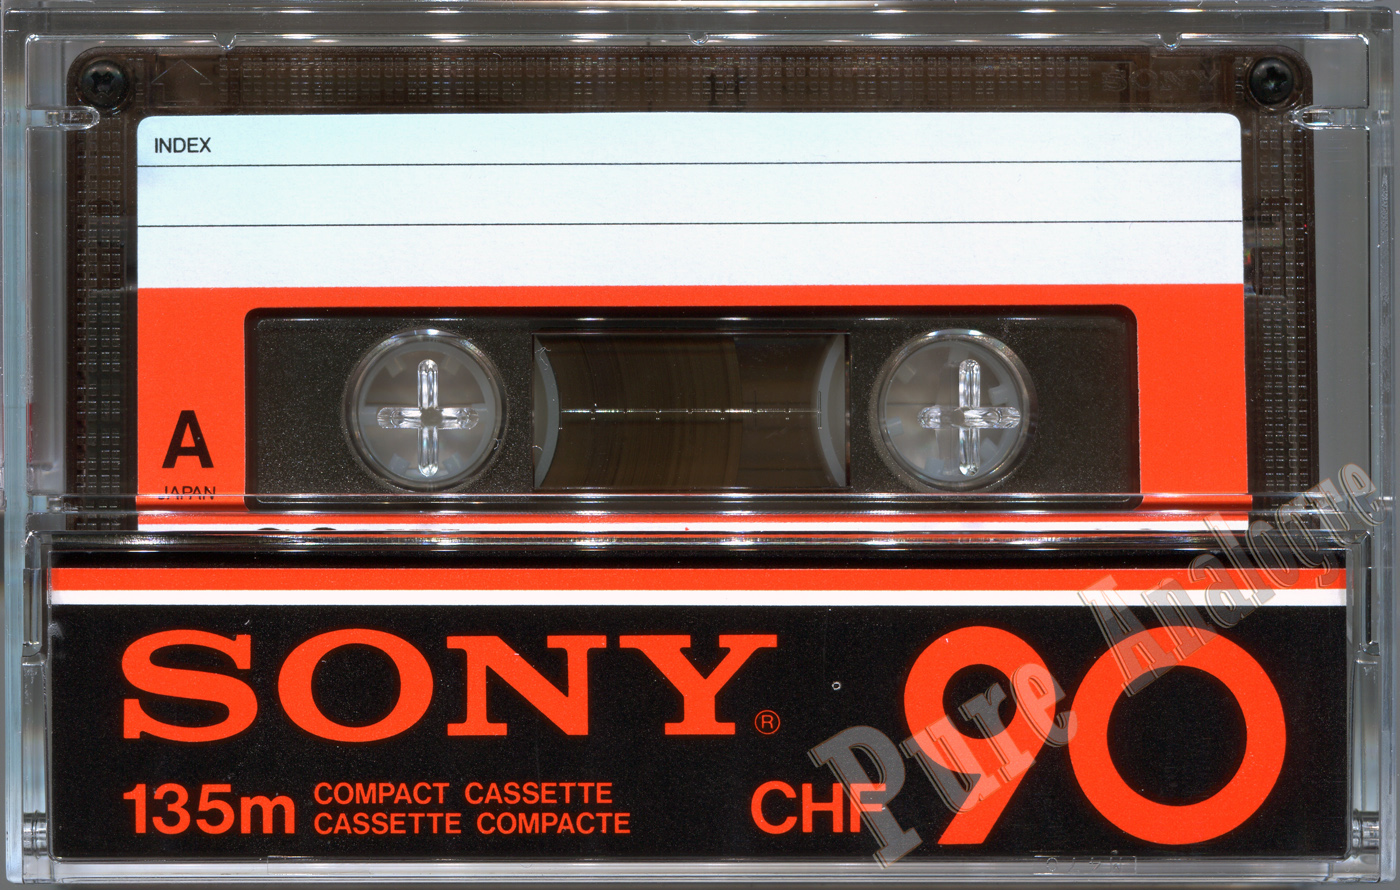 SONY
INDEX
A
JAPAN
SONY®
90
135m
COMPACT CASSETTE
CASSETTE COMPACTE
CHF
Pure Analogue